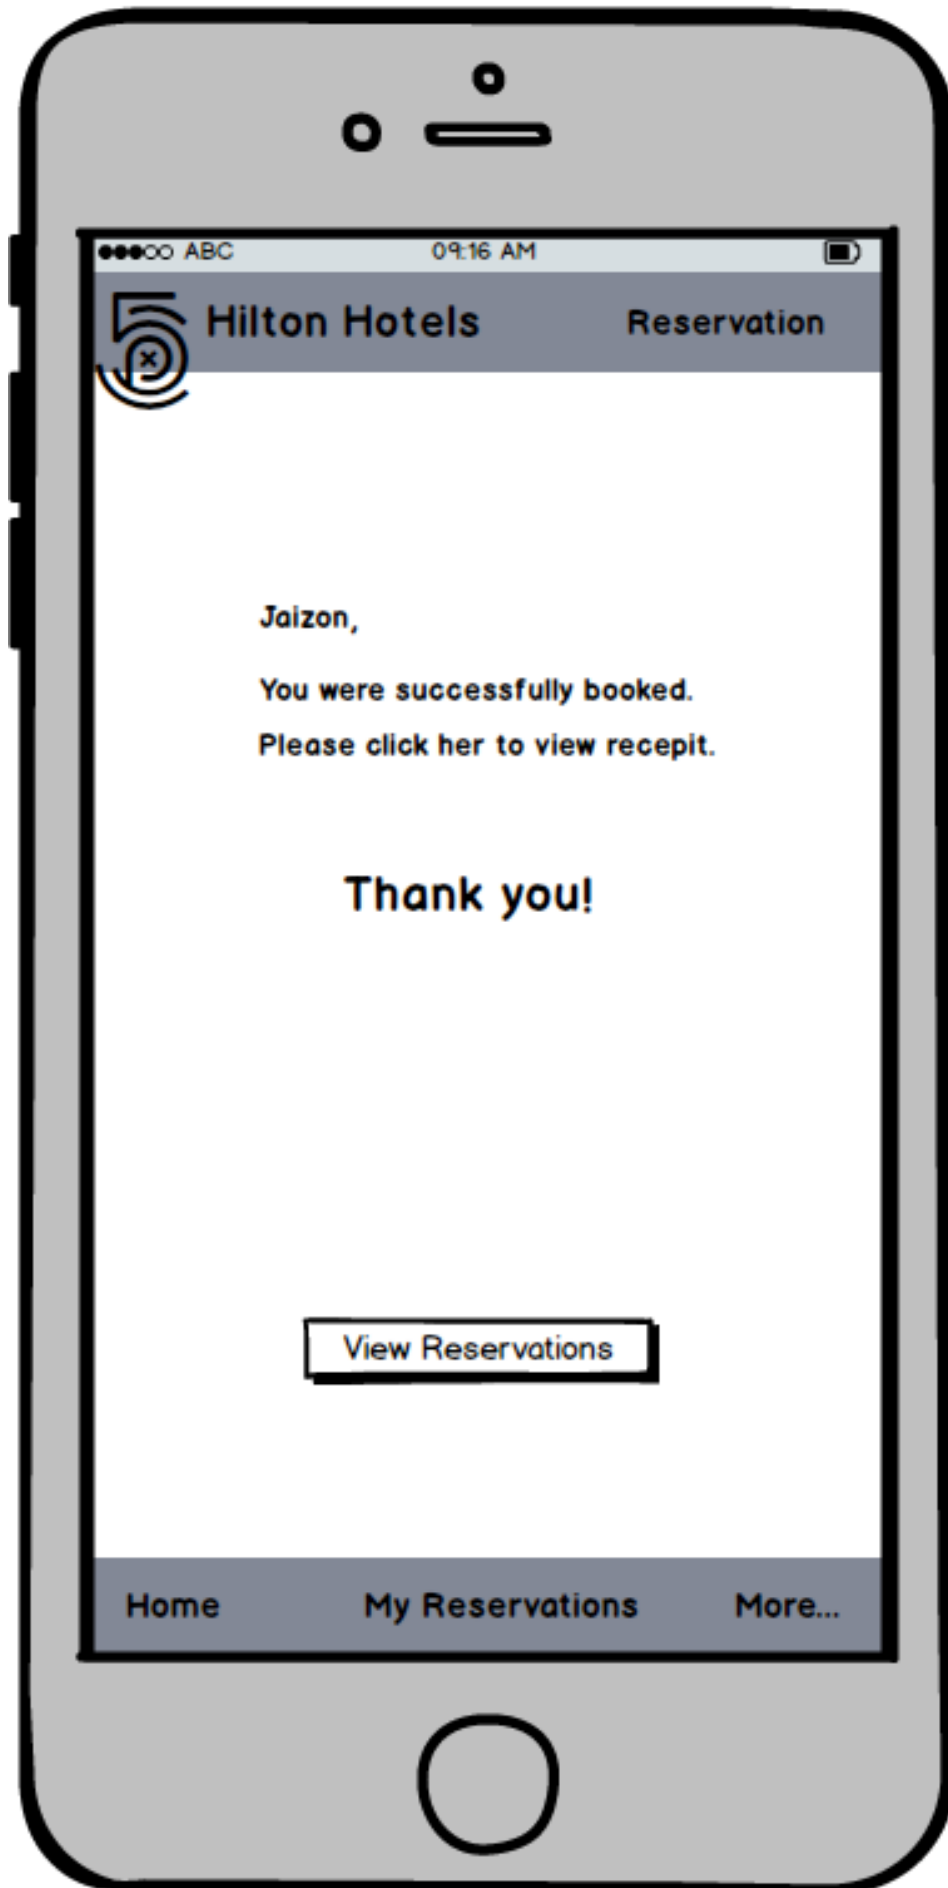 ABC 09:16 AM
Hilton Hotels Reservation
Jaizon,
You were successfully booked.
Please click her to view recepit.
Thank you!
View Reservations
Home My Reservations More...